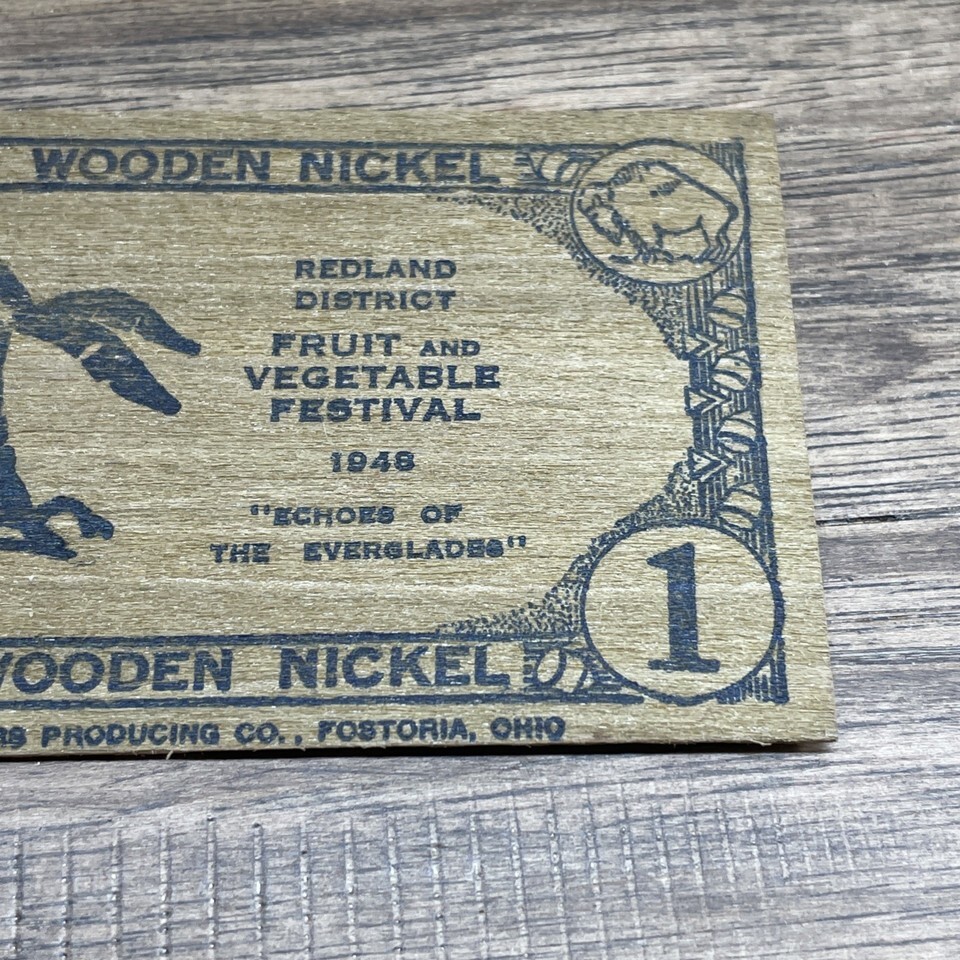 WOODEN NICKEL
REDLAND
DISTRICT
FRUIT AND
VEGETABLE
FESTIVAL
1948
"ECHOES OF
THE EVERGLADES"
1
WOODEN NICKEL
PRODUCING CO., FOSTORIA, OHIO